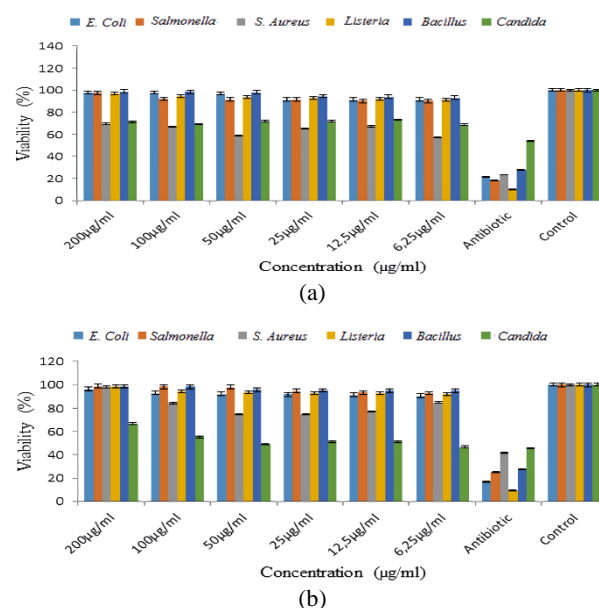 E. Coli Salmonella S. Aureus Listeria Bacillus Candida
140
120
100
80
60
40
20
0
Viability (%)
200µg/ml 100µg/ml 50µg/ml 25µg/ml 12,5µg/ml 6,25µg/ml Antibiotic Control
Concentration (µg/ml)
(a)
E. Coli Salmonella S. Aureus Listeria Bacillus Candida
120
100
80
60
40
20
0
Viability (%)
200µg/ml 100µg/ml 50µg/ml 25µg/ml 12,5µg/ml 6,25µg/ml Antibiotic Control
Concentration (µg/ml)
(b)